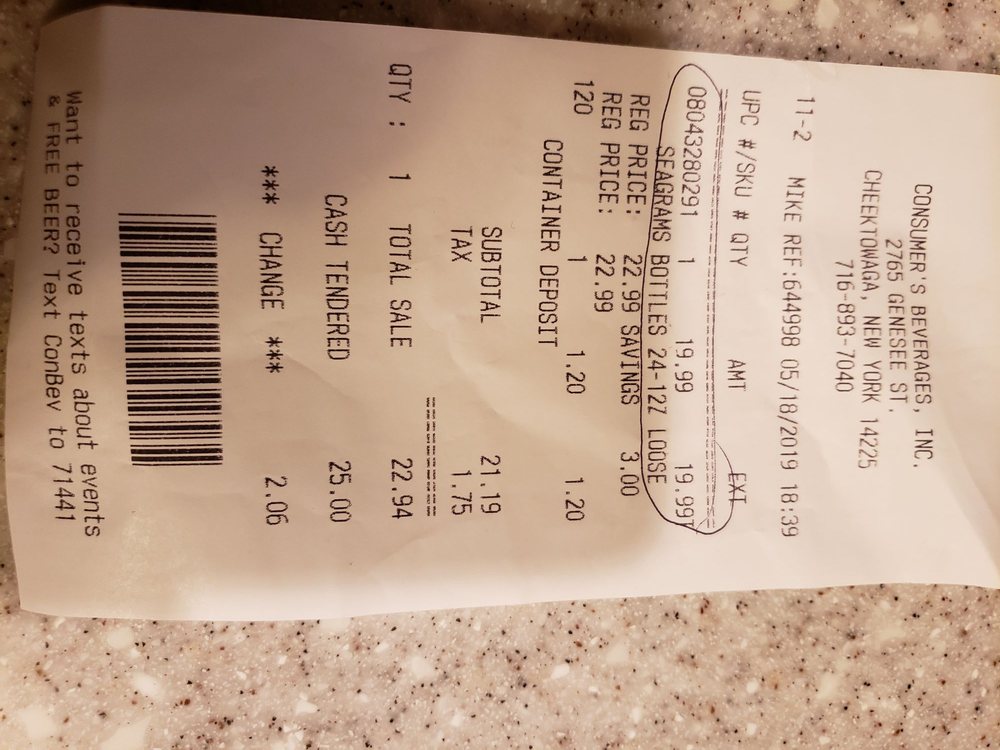 CONSUMER'S BEVERAGES, INC.
2765 GENESEE ST.
CHEEKTOWAGA, NEW YORK 14225
716-893-7040
11-2 MIKE REF:644998 05/18/2019 18:39
UPC #/SKU # QTY AMT EXT
08043280291 1 19.99 19.99T
SEAGRAMS BOTTLES 24-12Z LOOSE
REG PRICE: 22.99 SAVINGS 3.00
REG PRICE: 22.99
120 1 1.20 1.20
CONTAINER DEPOSIT
SUBTOTAL 21.19
TAX 1.75
QTY: 1 TOTAL SALE 22.94
CASH TENDERED 25.00
*** CHANGE *** 2.06
Want to receive texts about events
& FREE BEER?? Text ConBev to 71441